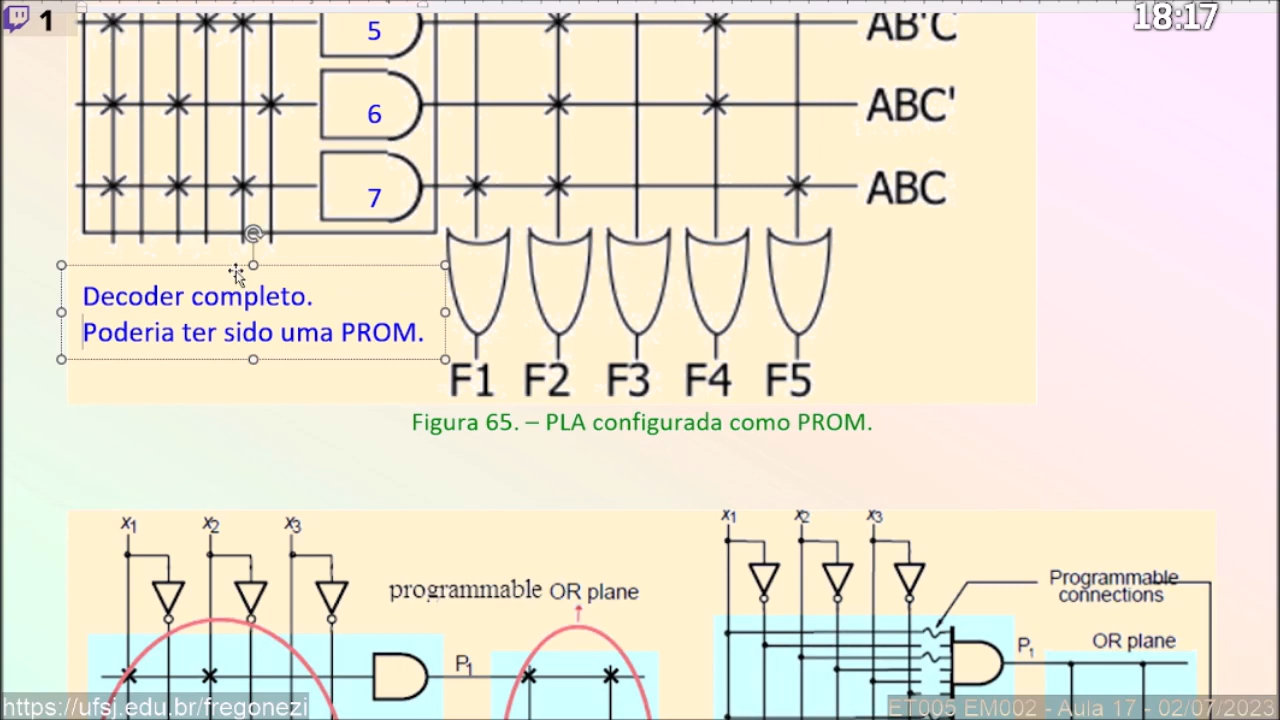 1
18:17
5
AB'C
6
ABC'
7
ABC
Decoder completo.
Poderia ter sido uma PROM.
F1 F2 F3 F4 F5
Figura 65. – PLA configurada como PROM.
x1 x2 x3
programmable OR plane
P1
x1 x2 x3
Programmable
connections
P1
OR plane
https://ufsj.edu.br/fregonezi
ET005 EM002 - Aula 17 - 02/07/2023